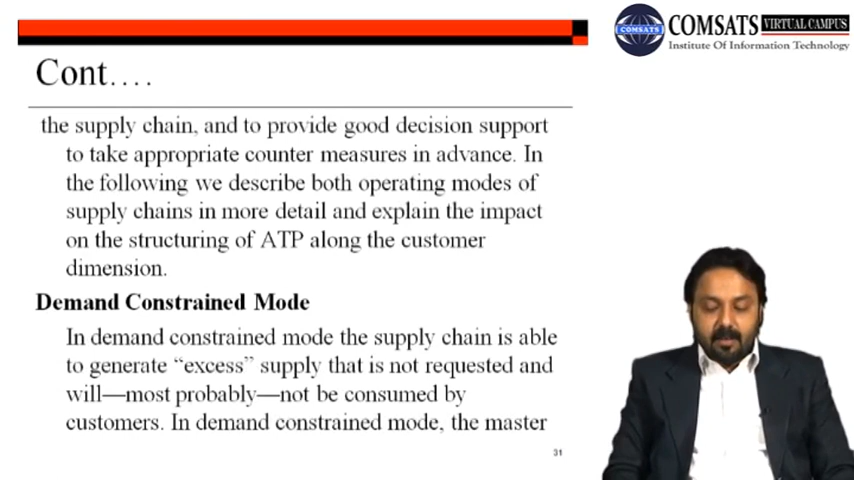 COMSATS
COMSATS VIRTUAL CAMPUS
Institute Of Information Technology
Cont….
the supply chain, and to provide good decision support
to take appropriate counter measures in advance. In
the following we describe both operating modes of
supply chains in more detail and explain the impact
on the structuring of ATP along the customer
dimension.
Demand Constrained Mode
In demand constrained mode the supply chain is able
to generate “excess” supply that is not requested and
will—most probably—not be consumed by
customers. In demand constrained mode, the master
31